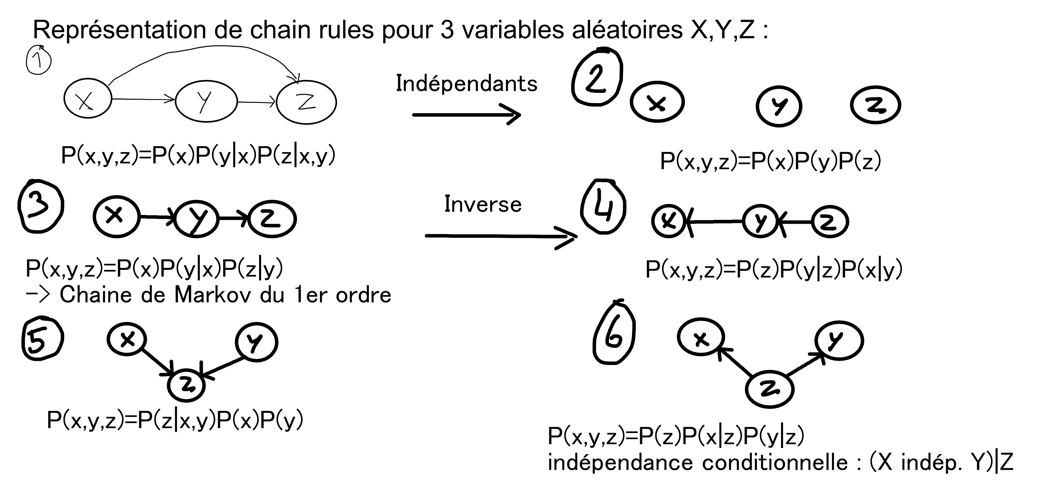 Représentation de chain rules pour 3 variables aléatoires X,Y,Z :
1
X Y Z
P(x,y,z)=P(x)P(y|x)P(z|x,y)
Indépendants
2
X Y Z
P(x,y,z)=P(x)P(y)P(z)
3
X Y Z
P(x,y,z)=P(x)P(y|x)P(z|y)
-> Chaine de Markov du 1er ordre
Inverse
4
X Y Z
P(x,y,z)=P(z)P(y|z)P(x|y)
5
X Y
Z
P(x,y,z)=P(z|x,y)P(x)P(y)
6
X Y
Z
P(x,y,z)=P(z)P(x|z)P(y|z)
indépendance conditionnelle : (X indép. Y)|Z